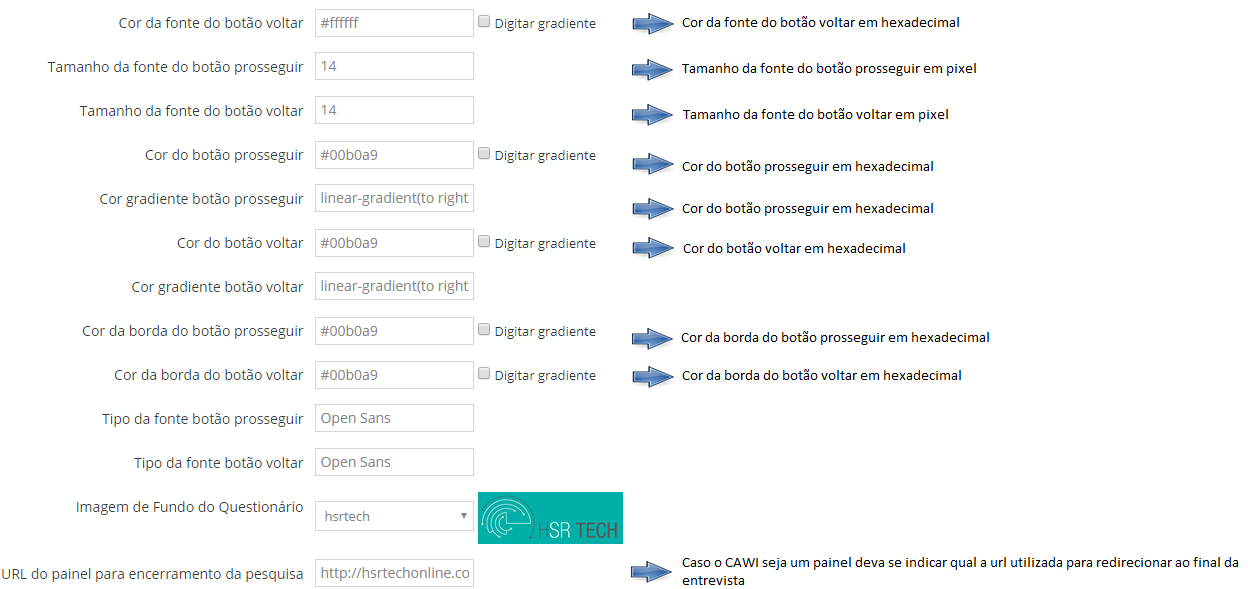 Cor da fonte do botão voltar #ffffff Digitar gradiente Cor da fonte do botão voltar em hexadecimal
Tamanho da fonte do botão prosseguir 14 Tamanho da fonte do botão prosseguir em pixel
Tamanho da fonte do botão voltar 14 Tamanho da fonte do botão voltar em pixel
Cor do botão prosseguir #00b0a9 Digitar gradiente Cor do botão prosseguir em hexadecimal
Cor gradiente botão prosseguir linear-gradient(to right Cor do botão prosseguir em hexadecimal
Cor do botão voltar #00b0a9 Digitar gradiente Cor do botão voltar em hexadecimal
Cor gradiente botão voltar linear-gradient(to right
Cor da borda do botão prosseguir #00b0a9 Digitar gradiente Cor da borda do botão prosseguir em hexadecimal
Cor da borda do botão voltar #00b0a9 Digitar gradiente Cor da borda do botão voltar em hexadecimal
Tipo da fonte botão prosseguir Open Sans
Tipo da fonte botão voltar Open Sans
Imagem de Fundo do Questionário hsrtech HSR TECH
URL do painel para encerramento da pesquisa http://hsrtechonline.co Caso o CAWI seja um painel deva se indicar qual a url utilizada para redirecionar ao final da
entrevista